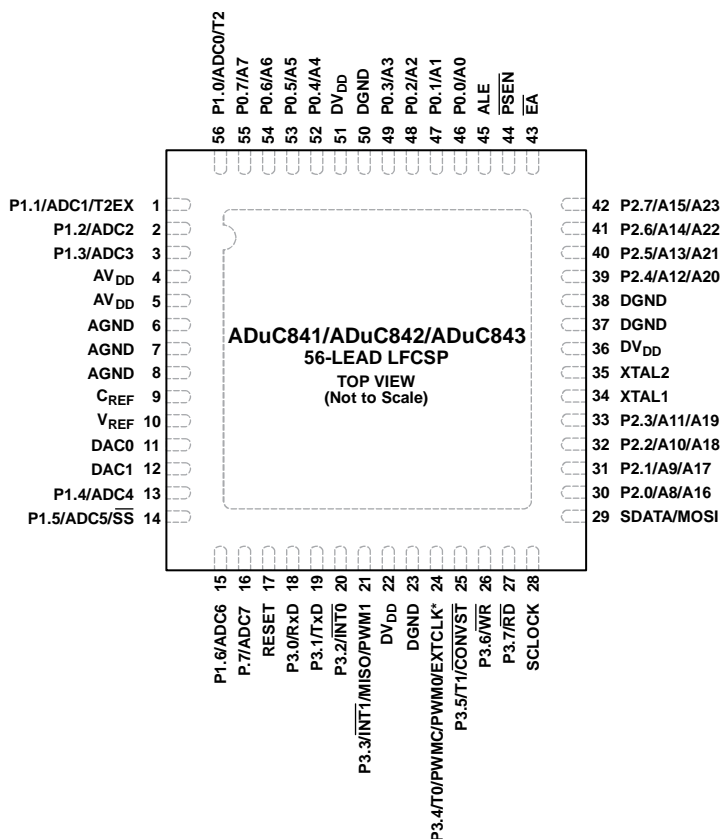 56 P1.0/ADC0/T2
55 P0.7/A7
54 P0.6/A6
53 P0.5/A5
52 P0.4/A4
51 DVDD
50 DGND
49 P0.3/A3
48 P0.2/A2
47 P0.1/A1
46 P0.0/A0
45 ALE
44 P̅S̅E̅N̅
43 E̅A̅
P1.1/ADC1/T2EX 1
P1.2/ADC2 2
P1.3/ADC3 3
AVDD 4
AVDD 5
AGND 6
AGND 7
AGND 8
CREF 9
VREF 10
DAC0 11
DAC1 12
P1.4/ADC4 13
P1.5/ADC5/S̅S̅ 14
ADuC841/ADuC842/ADuC843
56-LEAD LFCSP
TOP VIEW
(Not to Scale)
42 P2.7/A15/A23
41 P2.6/A14/A22
40 P2.5/A13/A21
39 P2.4/A12/A20
38 DGND
37 DGND
36 DVDD
35 XTAL2
34 XTAL1
33 P2.3/A11/A19
32 P2.2/A10/A18
31 P2.1/A9/A17
30 P2.0/A8/A16
29 SDATA/MOSI
P1.6/ADC6 15
P.7/ADC7 16
RESET 17
P3.0/RxD 18
P3.1/TxD 19
P3.2/I̅N̅T̅0̅ 20
P3.3/I̅N̅T̅1̅/MISO/PWM1 21
DVDD 22
DGND 23
P3.4/T0/PWMC/PWM0/EXTCLK* 24
P3.5/T1/C̅O̅N̅V̅S̅T̅ 25
P3.6/W̅R̅ 26
P3.7/R̅D̅ 27
SCLOCK 28